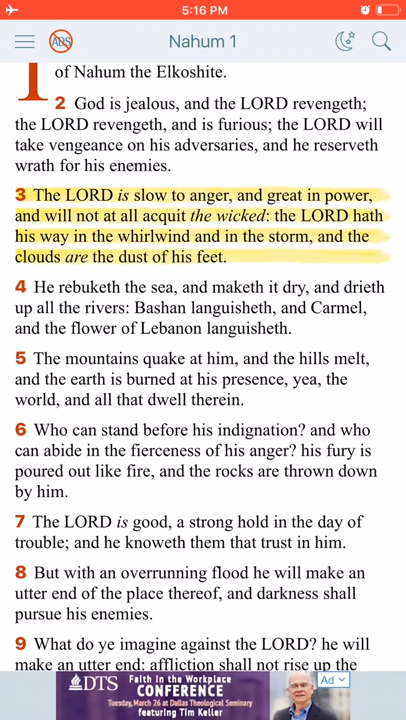 5:16 PM
ADS
Nahum 1
of Nahum the Elkoshite.
2 God is jealous, and the LORD revengeth;
the LORD revengeth, and is furious; the LORD will
take vengeance on his adversaries, and he reserveth
wrath for his enemies.
3 The LORD is slow to anger, and great in power,
and will not at all acquit the wicked: the LORD hath
his way in the whirlwind and in the storm, and the
clouds are the dust of his feet.
4 He rebuketh the sea, and maketh it dry, and drieth
up all the rivers: Bashan languisheth, and Carmel,
and the flower of Lebanon languisheth.
5 The mountains quake at him, and the hills melt,
and the earth is burned at his presence, yea, the
world, and all that dwell therein.
6 Who can stand before his indignation? and who
can abide in the fierceness of his anger? his fury is
poured out like fire, and the rocks are thrown down
by him.
7 The LORD is good, a strong hold in the day of
trouble; and he knoweth them that trust in him.
8 But with an overrunning flood he will make an
utter end of the place thereof, and darkness shall
pursue his enemies.
9 What do ye imagine against the LORD? he will
make an utter end: affliction shall not rise up the
DTS
Faith in the Workplace
CONFERENCE
Tuesday, March 26 at Dallas Theological Seminary
featuring Tim Keller
Ad